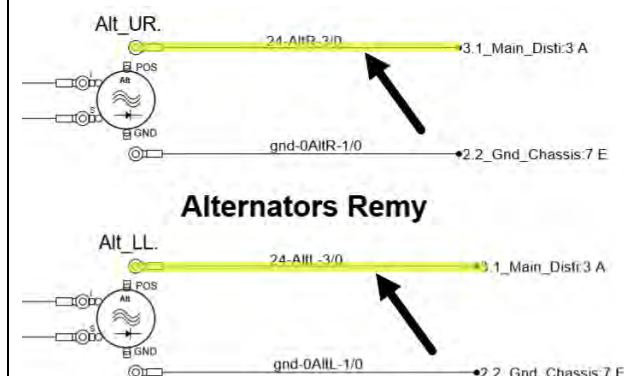 Alt_UR.
24-AltR-3/0
3.1_Main_Disti:3 A
POS
I
Alt
S
GND
gnd-0AltR-1/0
2.2_Gnd_Chassis:7 E
Alternators Remy
Alt_LL.
24-AltL-3/0
3.1_Main_Disti:3 A
POS
I
Alt
S
GND
gnd-0AltL-1/0
2.2_Gnd_Chassis:7 E